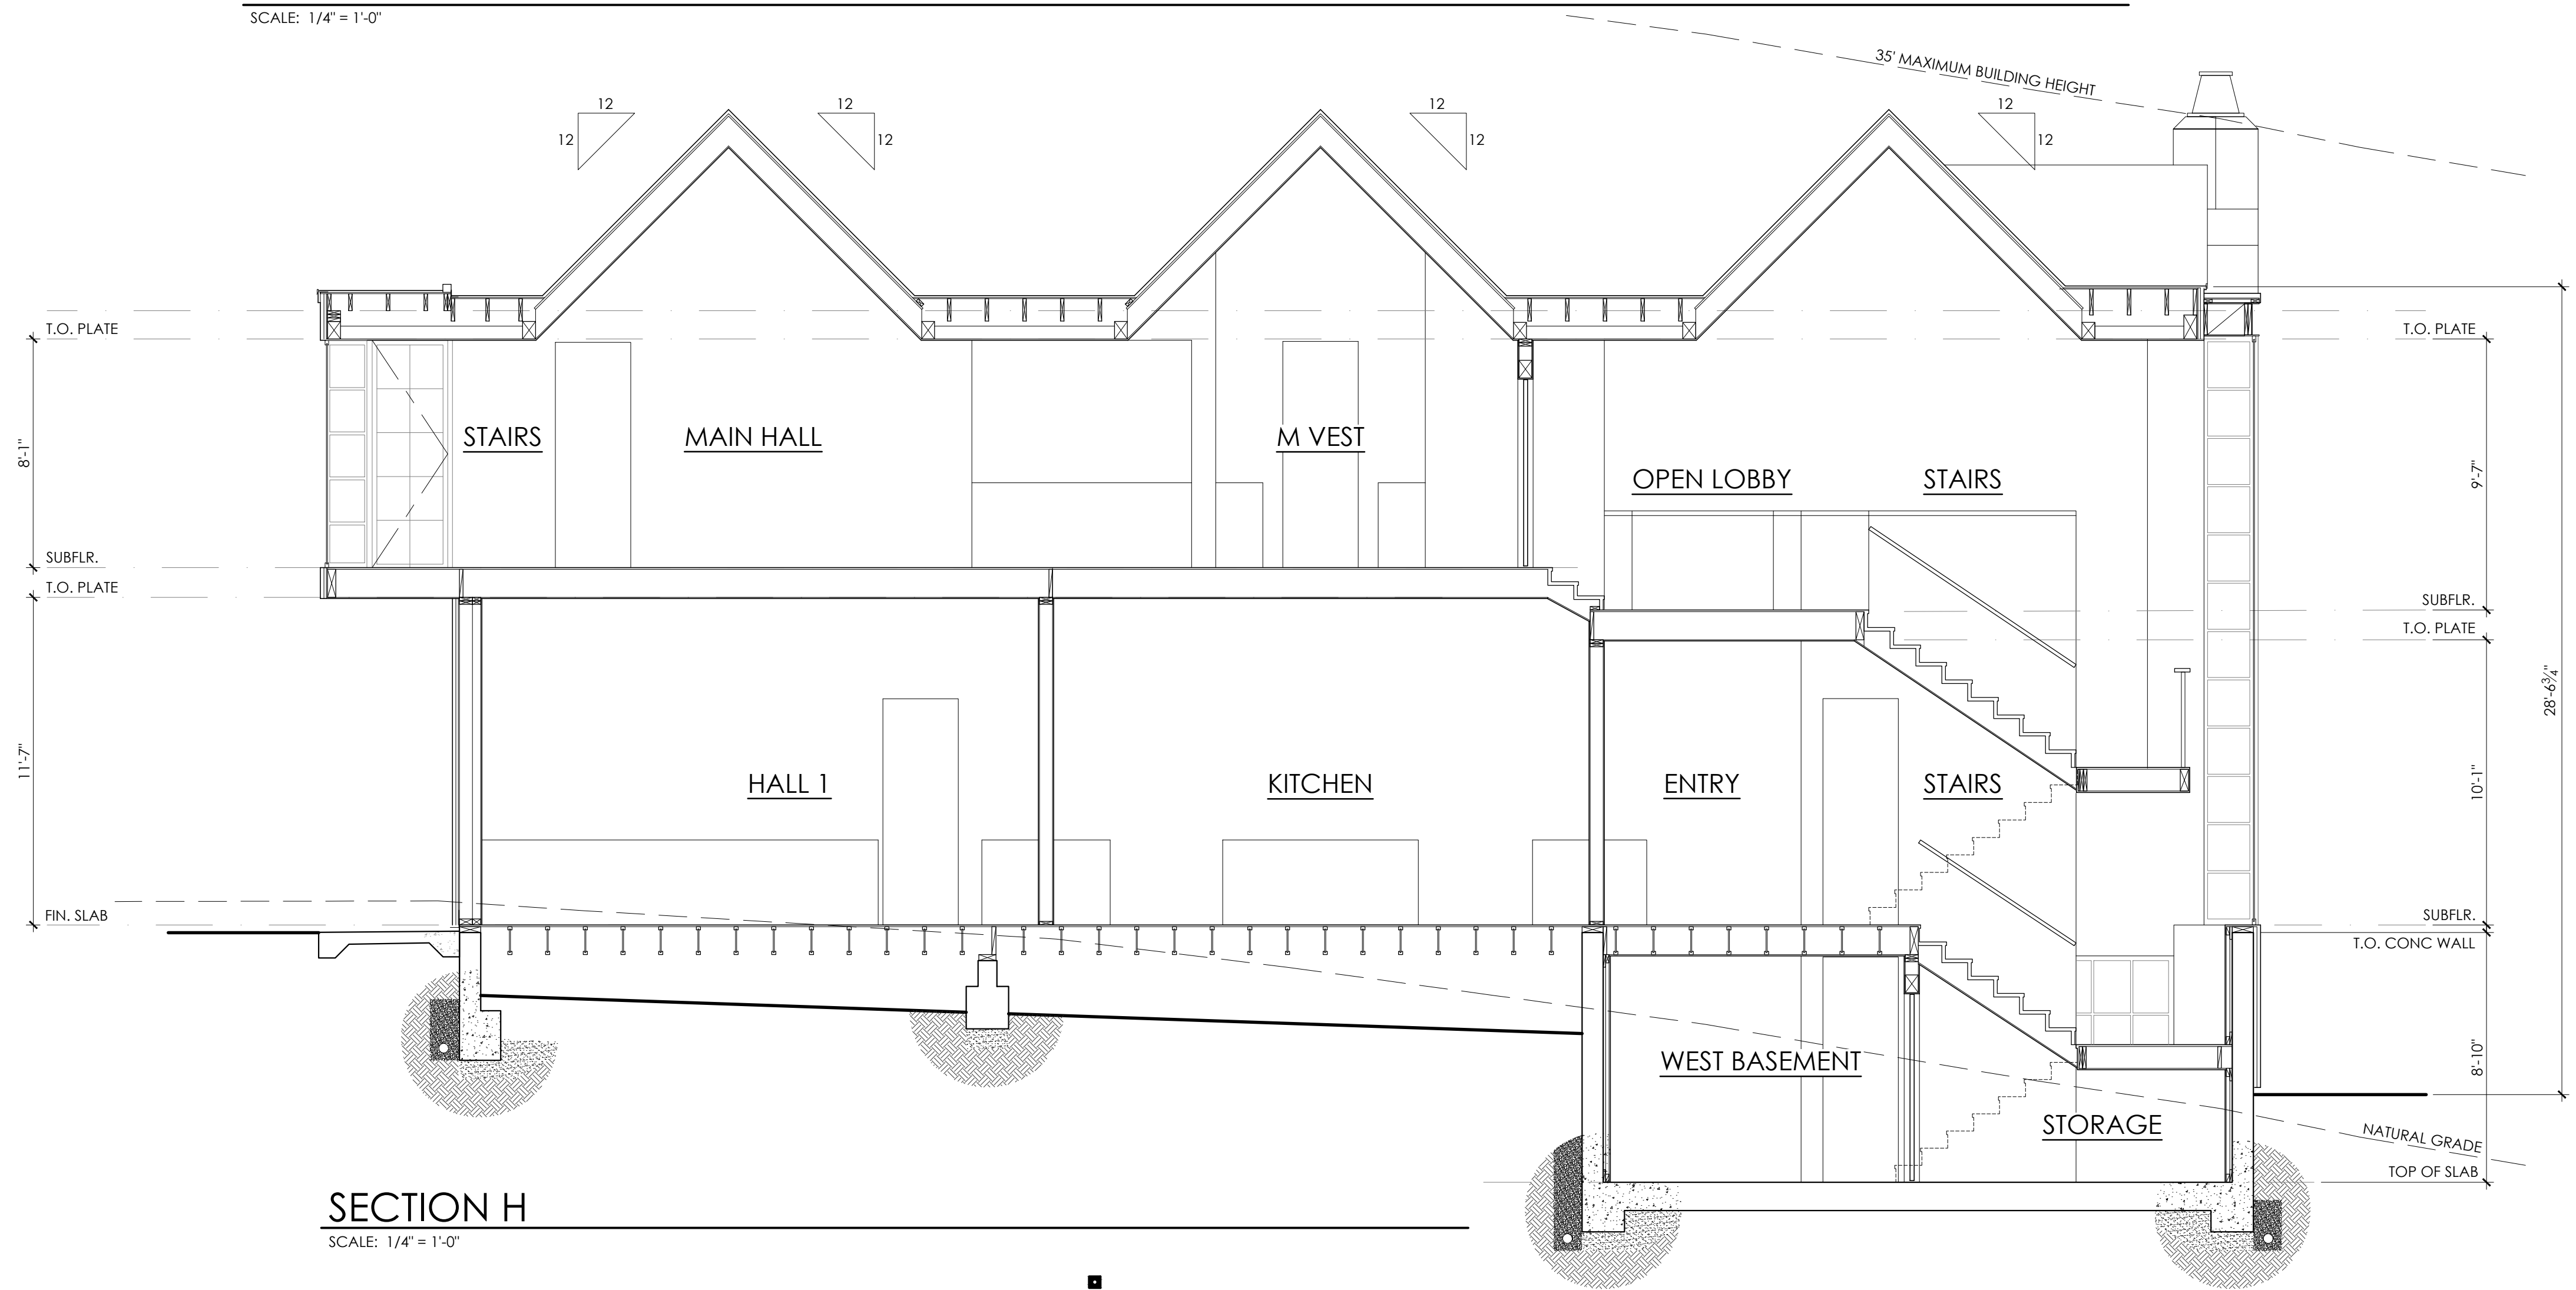 SCALE: 1/4" = 1'-0"
35' MAXIMUM BUILDING HEIGHT
12
12
12
12
12
12
12
12
T.O. PLATE
T.O. PLATE
8'-1"
STAIRS
MAIN HALL
M VEST
OPEN LOBBY
STAIRS
9'-7"
SUBFLR.
T.O. PLATE
SUBFLR.
T.O. PLATE
28'-6 3/4"
11'-7"
HALL 1
KITCHEN
ENTRY
STAIRS
10'-1"
FIN. SLAB
SUBFLR.
T.O. CONC WALL
WEST BASEMENT
8'-10"
STORAGE
NATURAL GRADE
TOP OF SLAB
SECTION H
SCALE: 1/4" = 1'-0"